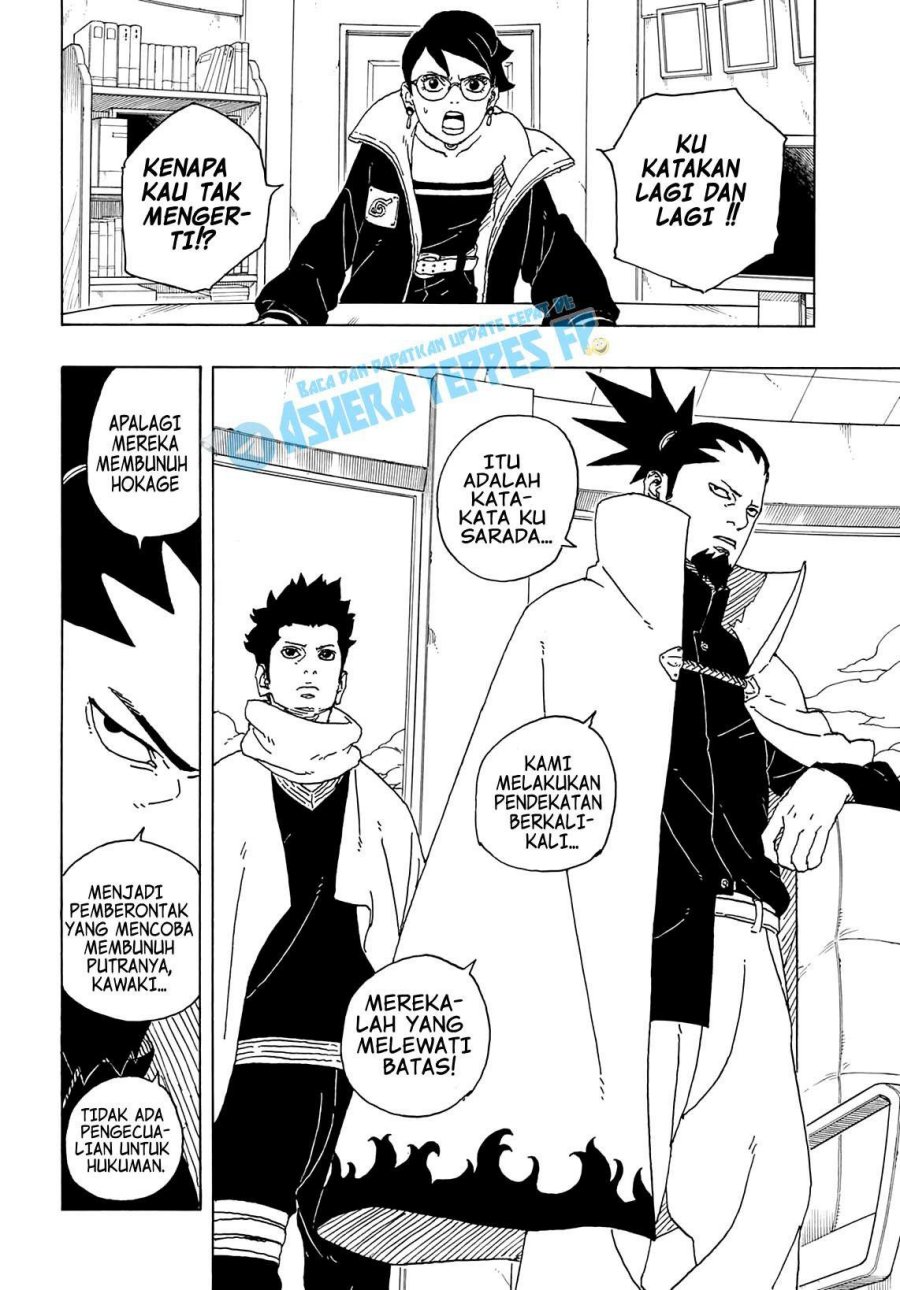 KU
KATAKAN
LAGI DAN
LAGI !!
KENAPA
KAU TAK
MENGER-
TI!?
BACA DAN DAPATKAN UPDATE CEPAT DI
ASHERA TEPPES FP
ITU
ADALAH
KATA-
KATA KU
SARADA...
KAMI
MELAKUKAN
PENDEKATAN
BERKALI-
KALI...
MEREKA-
LAH YANG
MELEWATI
BATAS!
APALAGI
MEREKA
MEMBUNUH
HOKAGE
MENJADI
PEMBERONTAK
YANG MENCOBA
MEMBUNUH
PUTRANYA,
KAWAKI...
TIDAK ADA
PENGECUA-
LIAN UNTUK
HUKUMAN.